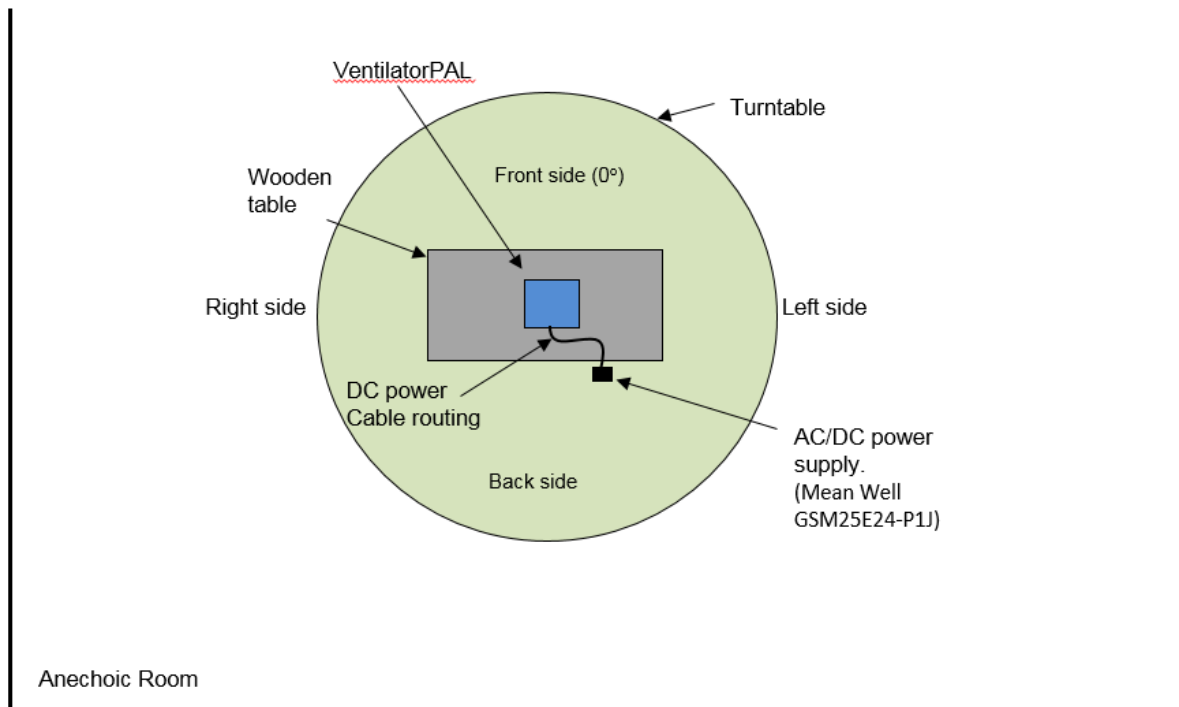 VentilatorPAL
Turntable
Wooden
table
Front side (0°)
Right side
Left side
DC power
Cable routing
AC/DC power
supply.
(Mean Well
GSM25E24-P1J)
Back side
Anechoic Room